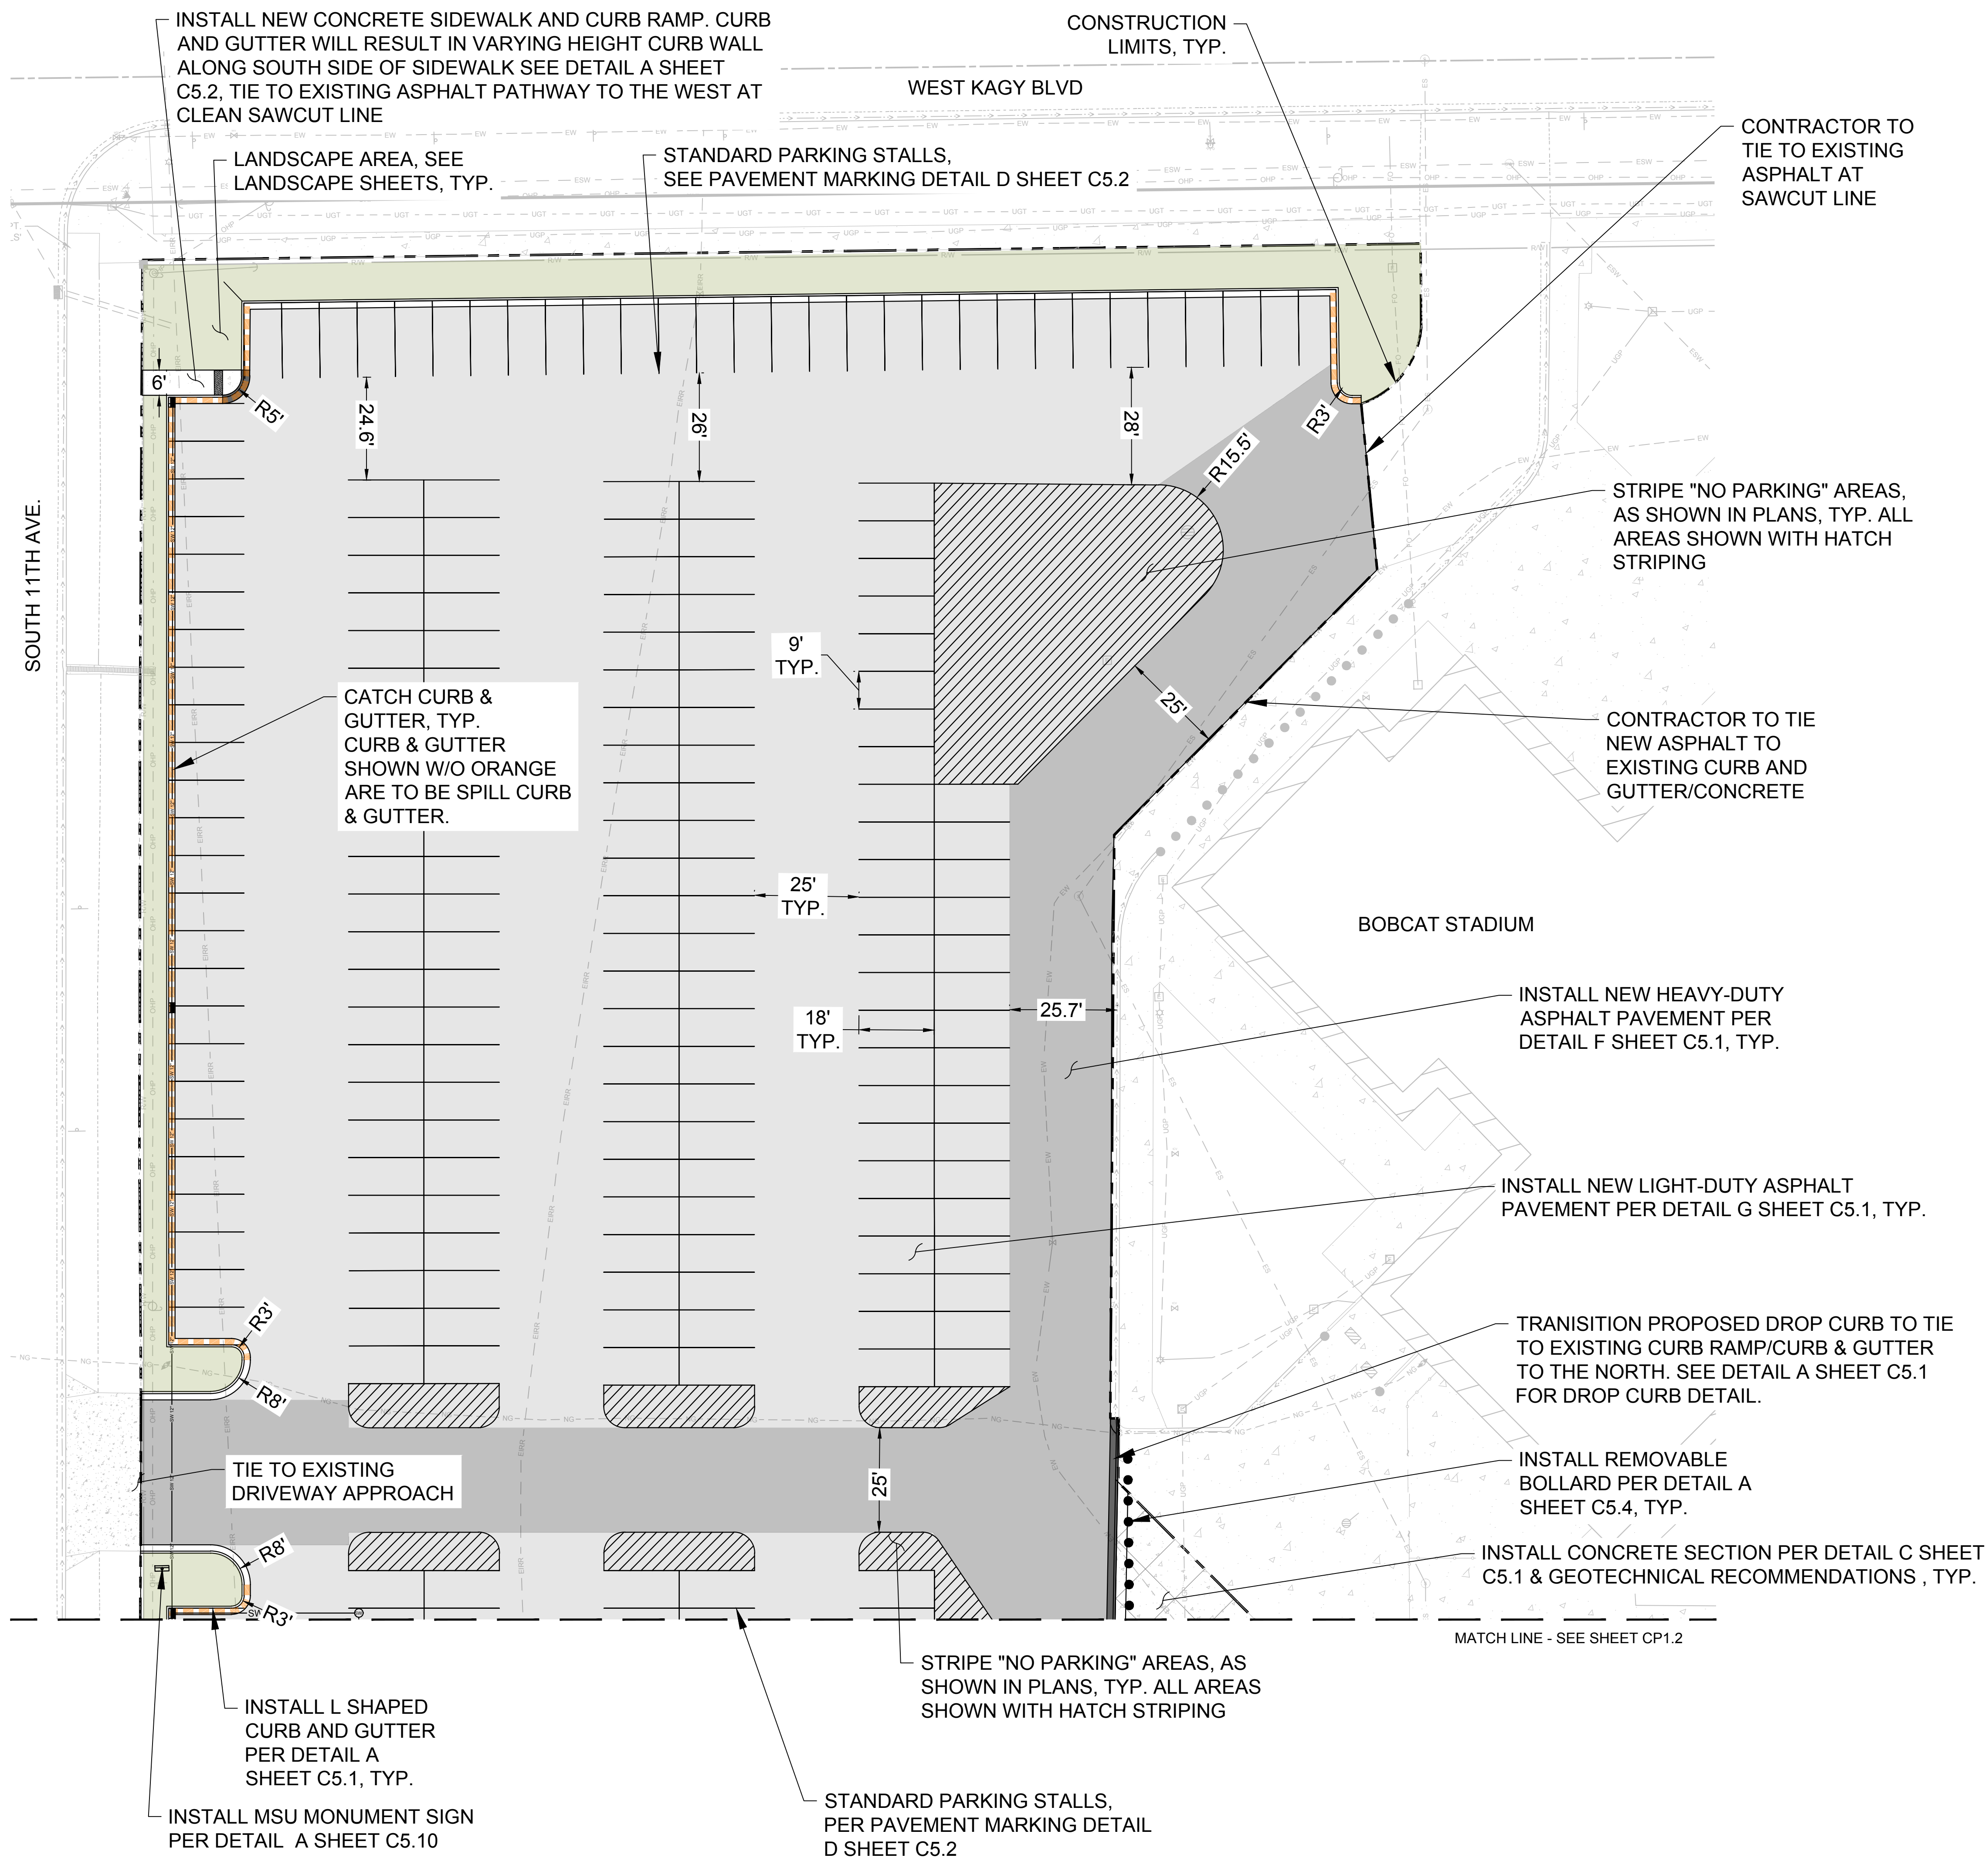 INSTALL NEW CONCRETE SIDEWALK AND CURB RAMP. CURB
AND GUTTER WILL RESULT IN VARYING HEIGHT CURB WALL
ALONG SOUTH SIDE OF SIDEWALK SEE DETAIL A SHEET
C5.2, TIE TO EXISTING ASPHALT PATHWAY TO THE WEST AT
CLEAN SAWCUT LINE
CONSTRUCTION
LIMITS, TYP.
WEST KAGY BLVD
CONTRACTOR TO
TIE TO EXISTING
ASPHALT AT
SAWCUT LINE
LANDSCAPE AREA, SEE
LANDSCAPE SHEETS, TYP.
STANDARD PARKING STALLS,
SEE PAVEMENT MARKING DETAIL D SHEET C5.2
6'
R5'
24.6'
26'
28'
R3'
R15.5'
SOUTH 11TH AVE.
STRIPE "NO PARKING" AREAS,
AS SHOWN IN PLANS, TYP. ALL
AREAS SHOWN WITH HATCH
STRIPING
9'
TYP.
CATCH CURB &
GUTTER, TYP.
CURB & GUTTER
SHOWN W/O ORANGE
ARE TO BE SPILL CURB
& GUTTER.
25'
CONTRACTOR TO TIE
NEW ASPHALT TO
EXISTING CURB AND
GUTTER/CONCRETE
25'
TYP.
BOBCAT STADIUM
18'
TYP.
25.7'
INSTALL NEW HEAVY-DUTY
ASPHALT PAVEMENT PER
DETAIL F SHEET C5.1, TYP.
INSTALL NEW LIGHT-DUTY ASPHALT
PAVEMENT PER DETAIL G SHEET C5.1, TYP.
R3'
R8'
TRANISITION PROPOSED DROP CURB TO TIE
TO EXISTING CURB RAMP/CURB & GUTTER
TO THE NORTH. SEE DETAIL A SHEET C5.1
FOR DROP CURB DETAIL.
TIE TO EXISTING
DRIVEWAY APPROACH
25'
INSTALL REMOVABLE
BOLLARD PER DETAIL A
SHEET C5.4, TYP.
R8'
R3'
INSTALL CONCRETE SECTION PER DETAIL C SHEET
C5.1 & GEOTECHNICAL RECOMMENDATIONS , TYP.
MATCH LINE - SEE SHEET CP1.2
STRIPE "NO PARKING" AREAS, AS
SHOWN IN PLANS, TYP. ALL AREAS
SHOWN WITH HATCH STRIPING
INSTALL L SHAPED
CURB AND GUTTER
PER DETAIL A
SHEET C5.1, TYP.
INSTALL MSU MONUMENT SIGN
PER DETAIL A SHEET C5.10
STANDARD PARKING STALLS,
PER PAVEMENT MARKING DETAIL
D SHEET C5.2